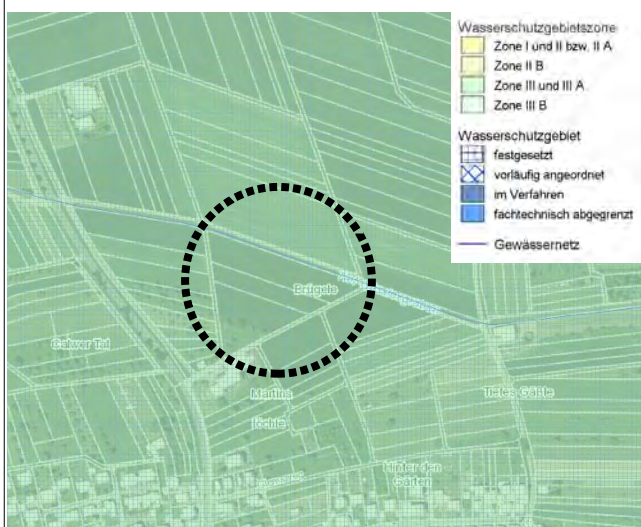 Wasserschutzgebietszone
Zone I und II bzw. II A
Zone II B
Zone III und III A
Zone III B
Wasserschutzgebiet
festgesetzt
vorläufig angeordnet
im Verfahren
fachtechnisch abgegrenzt
Gewässernetz
Brügele
Calwer Tal
Martins
Tiefes Gäßle
Hinter den
Gärten